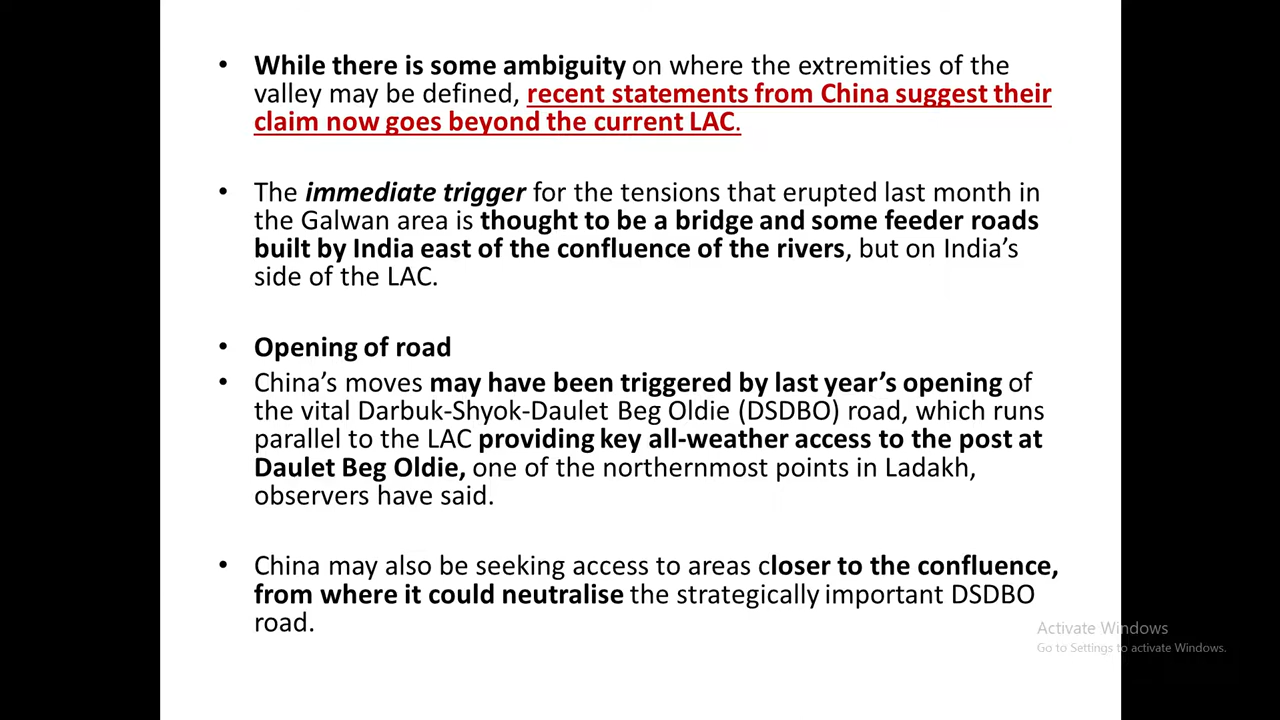 • While there is some ambiguity on where the extremities of the
valley may be defined, recent statements from China suggest their
claim now goes beyond the current LAC.
• The immediate trigger for the tensions that erupted last month in
the Galwan area is thought to be a bridge and some feeder roads
built by India east of the confluence of the rivers, but on India's
side of the LAC.
• Opening of road
• China's moves may have been triggered by last year's opening of
the vital Darbuk-Shyok-Daulet Beg Oldie (DSDBO) road, which runs
parallel to the LAC providing key all-weather access to the post at
Daulet Beg Oldie, one of the northernmost points in Ladakh,
observers have said.
• China may also be seeking access to areas closer to the confluence,
from where it could neutralise the strategically important DSDBO
road.
Activate Windows
Go to Settings to activate Windows.